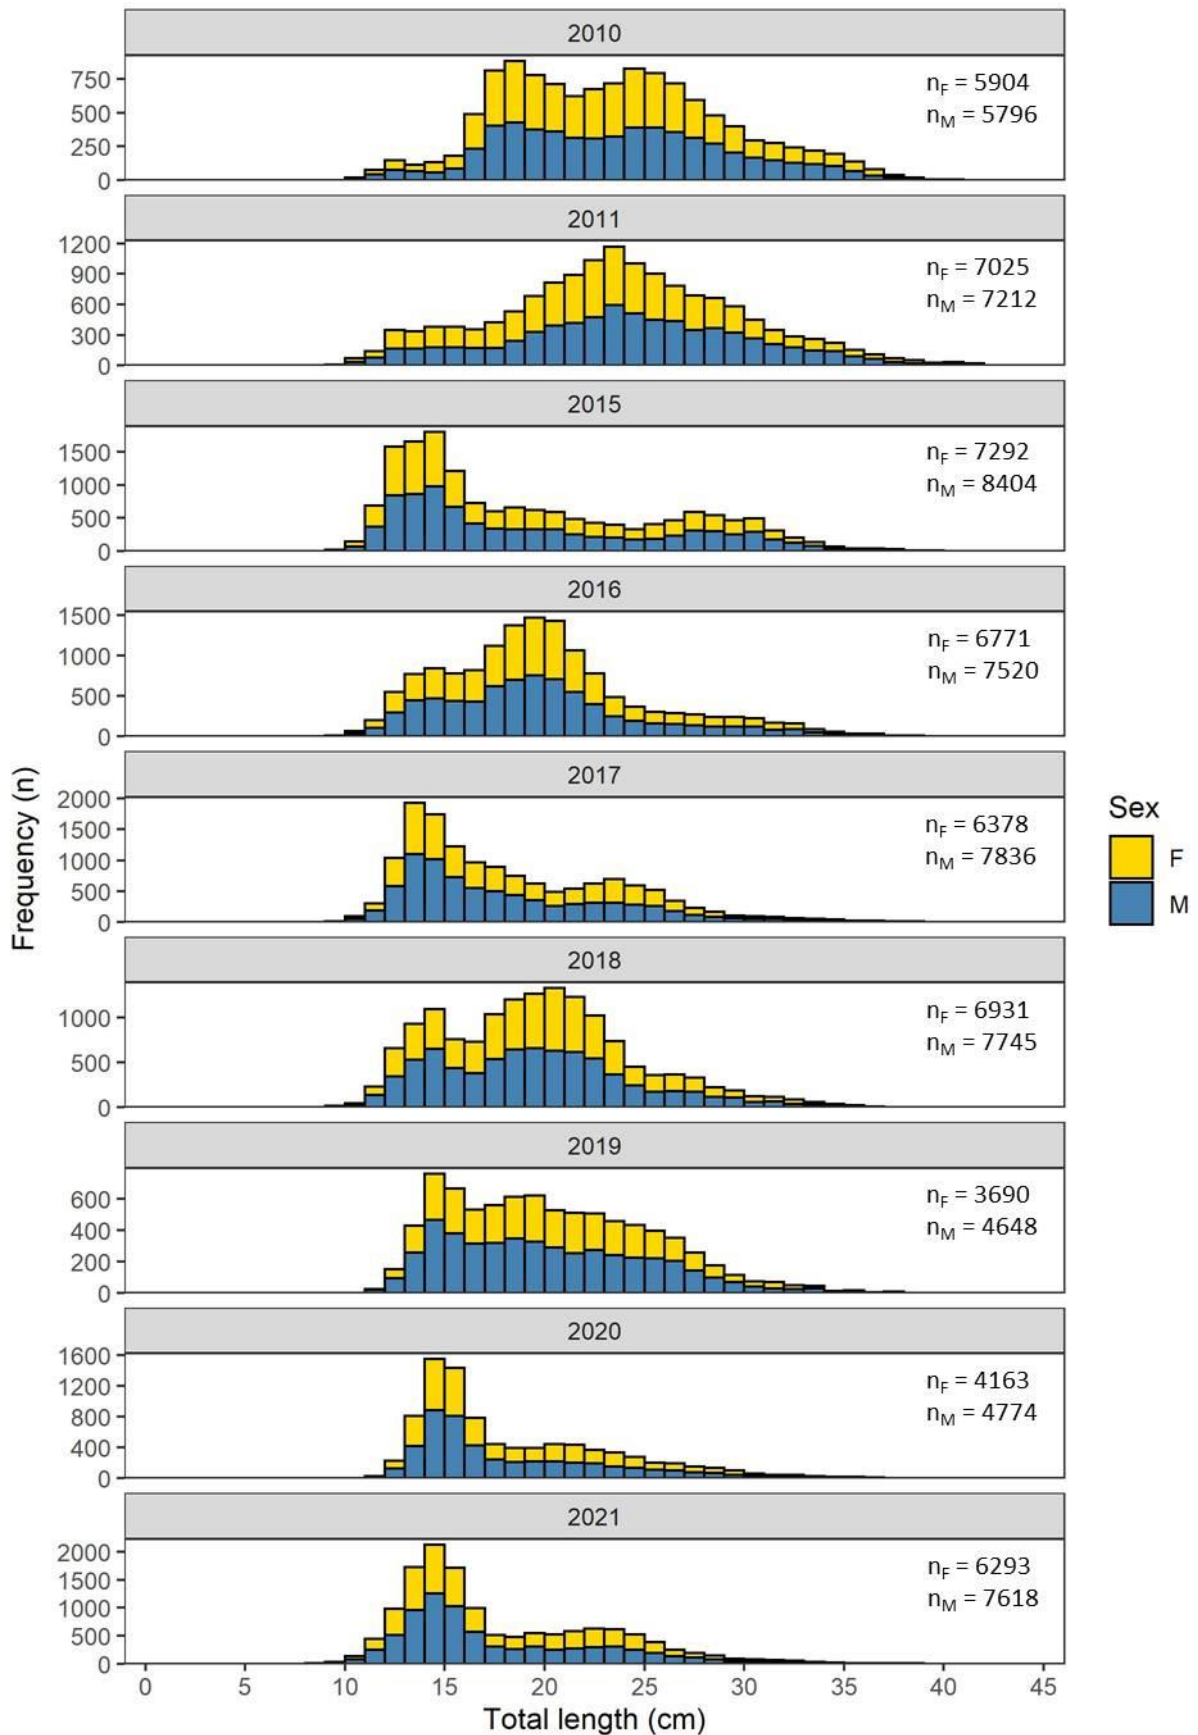 2010
750
500
250
0
nF = 5904
nM = 5796
2011
1200
900
600
300
0
nF = 7025
nM = 7212
2015
1500
1000
500
0
nF = 7292
nM = 8404
2016
1500
1000
500
0
nF = 6771
nM = 7520
2017
2000
1500
1000
500
0
nF = 6378
nM = 7836
2018
1000
500
0
nF = 6931
nM = 7745
2019
600
400
200
0
nF = 3690
nM = 4648
2020
1600
1200
800
400
0
nF = 4163
nM = 4774
2021
2000
1500
1000
500
0
nF = 6293
nM = 7618
0 5 10 15 20 25 30 35 40 45
Total length (cm)
Frequency (n)
Sex
F
M